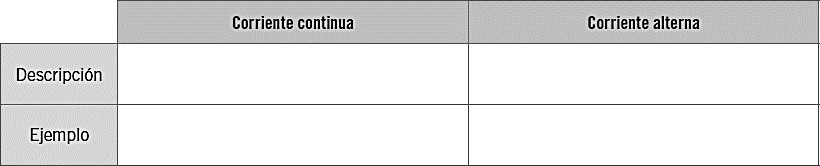 Corriente continua Corriente alterna
Descripción
Ejemplo